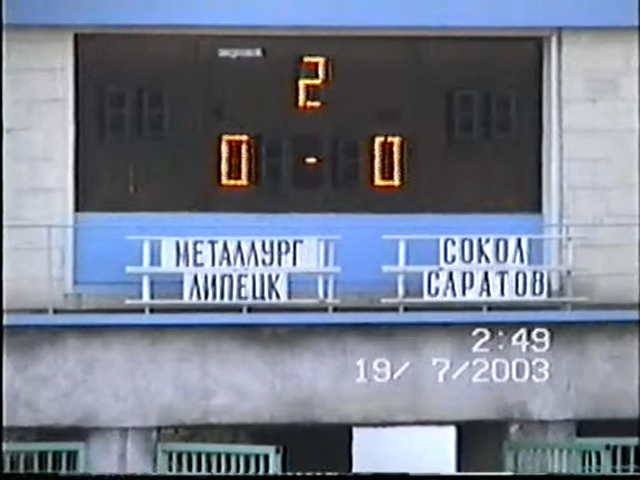 2
0 - 0
МЕТАЛЛУРГ
ЛИПЕЦК
СОКОЛ
САРАТОВ
2:49
19/ 7/2003